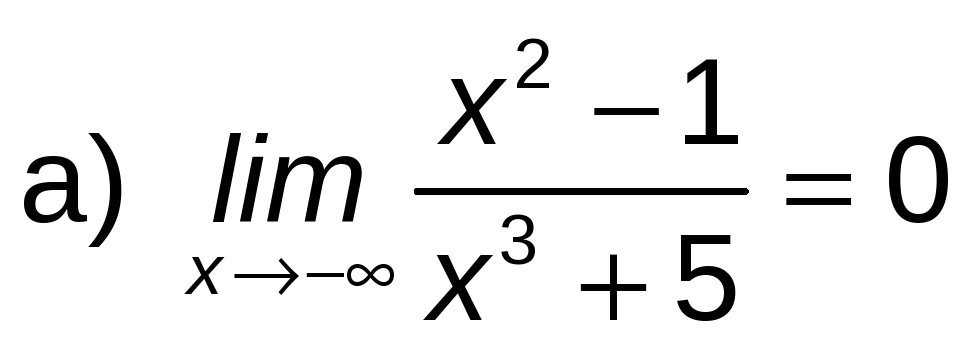 a) lim x→−∞ x² − 1 / x³ + 5 = 0